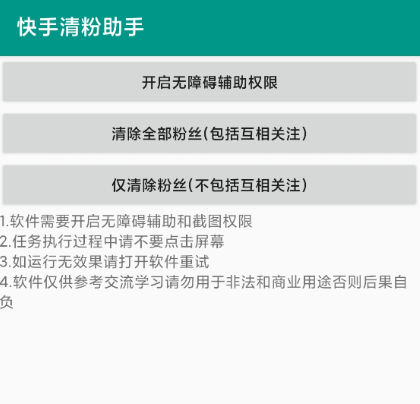 快手清粉助手
开启无障碍辅助权限
清除全部粉丝(包括互相关注)
仅清除粉丝(不包括互相关注)
1.软件需要开启无障碍辅助和截图权限
2.任务执行过程中请不要点击屏幕
3.如运行无效果请打开软件重试
4.软件仅供参考交流学习请勿用于非法和商业用途否则后果自
负